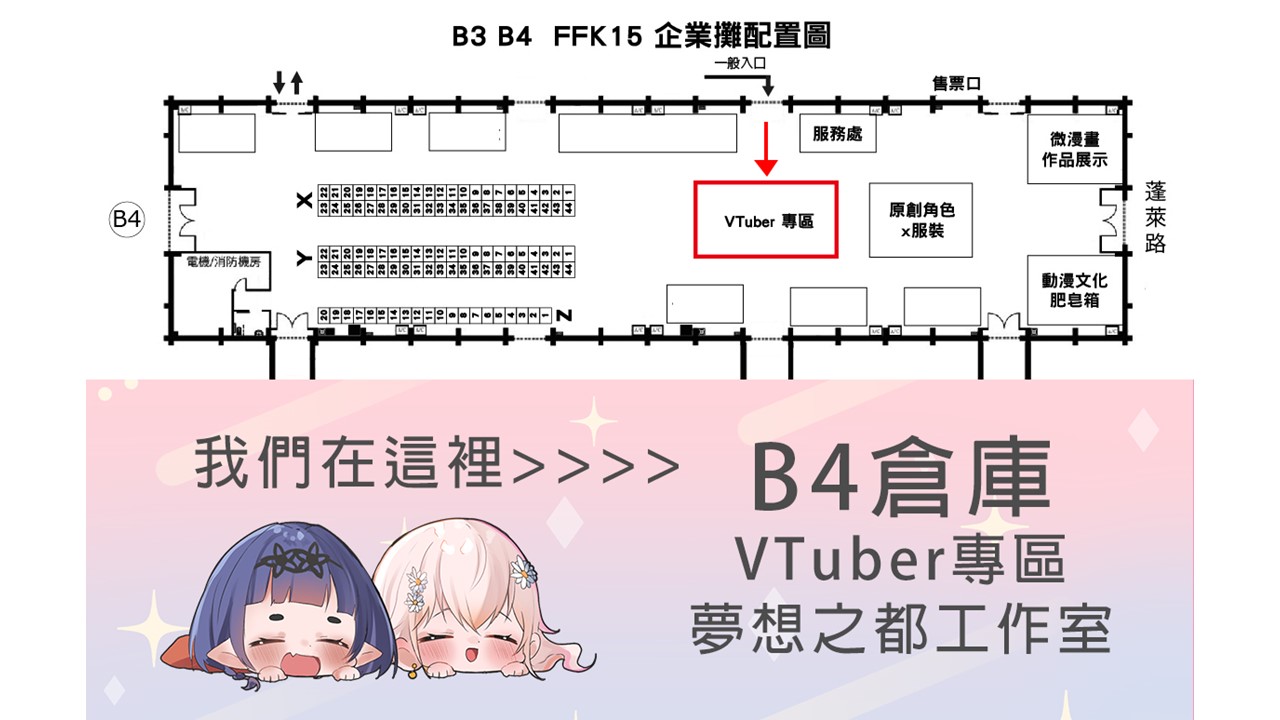 B3 B4 FFK15 企業攤配置圖
一般入口
售票口
服務處
微漫畫
作品展示
X
23 24 25 26 27 28 29 30 31 32 33 34 35 36 37 38 39 40 41 42 43 44
22 21 20 19 18 17 16 15 14 13 12 11 10 9 8 7 6 5 4 3 2 1
VTuber 專區
原創角色
x服裝
蓬萊路
B4
Y
23 24 25 26 27 28 29 30 31 32 33 34 35 36 37 38 39 40 41 42 43 44
22 21 20 19 18 17 16 15 14 13 12 11 10 9 8 7 6 5 4 3 2 1
電機/消防機房
動漫文化
肥皂箱
20 19 18 17 16 15 14 13 12 11 10 9 8 7 6 5 4 3 2 1
Z
我們在這裡>>>>
B4倉庫
VTuber專區
夢想之都工作室